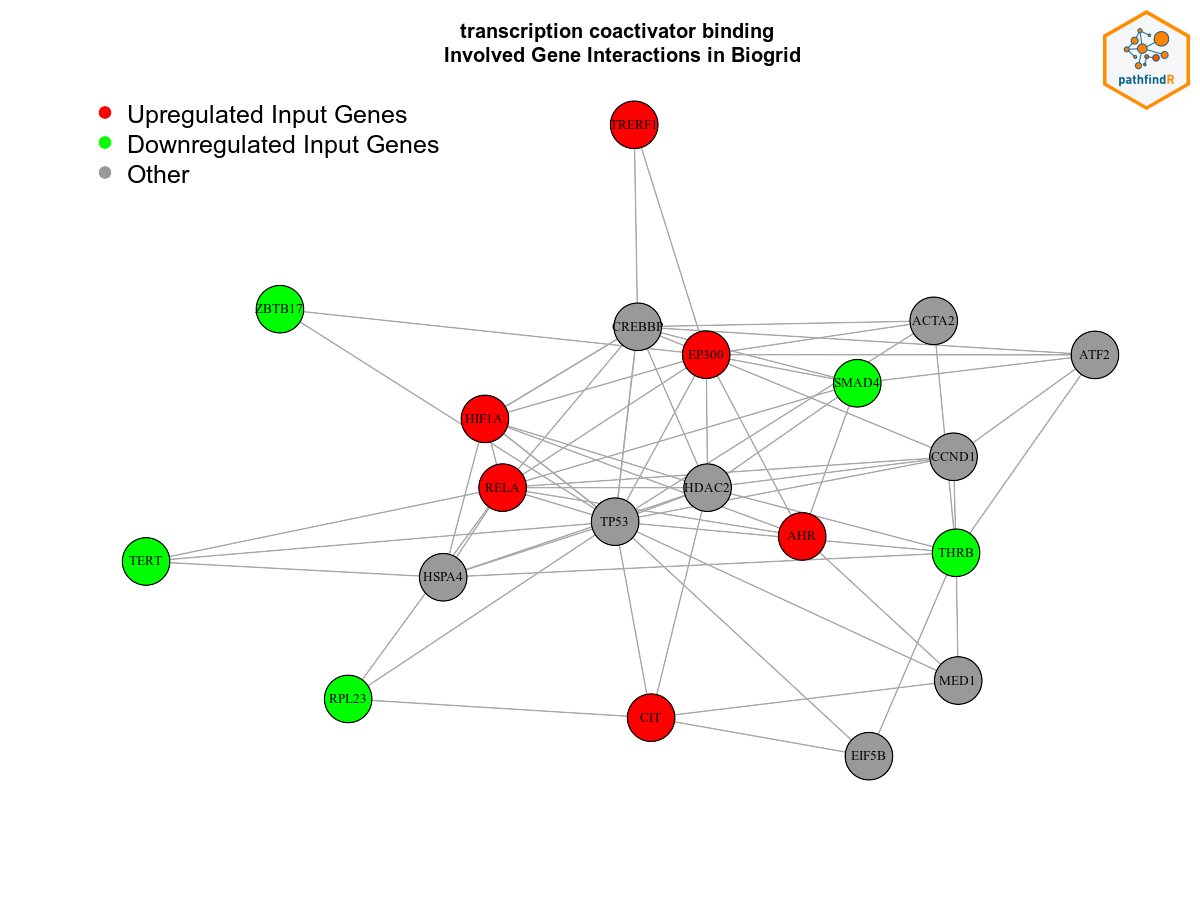 transcription coactivator binding
Involved Gene Interactions in Biogrid
pathfindR
Upregulated Input Genes
Downregulated Input Genes
Other
TRERF1
ZBTB17
CREBBP
ACTA2
EP300
ATF2
SMAD4
HIF1A
CCND1
RELA
HDAC2
TP53
AHR
THRB
TERT
HSPA4
MED1
RPL23
CIT
EIF5B